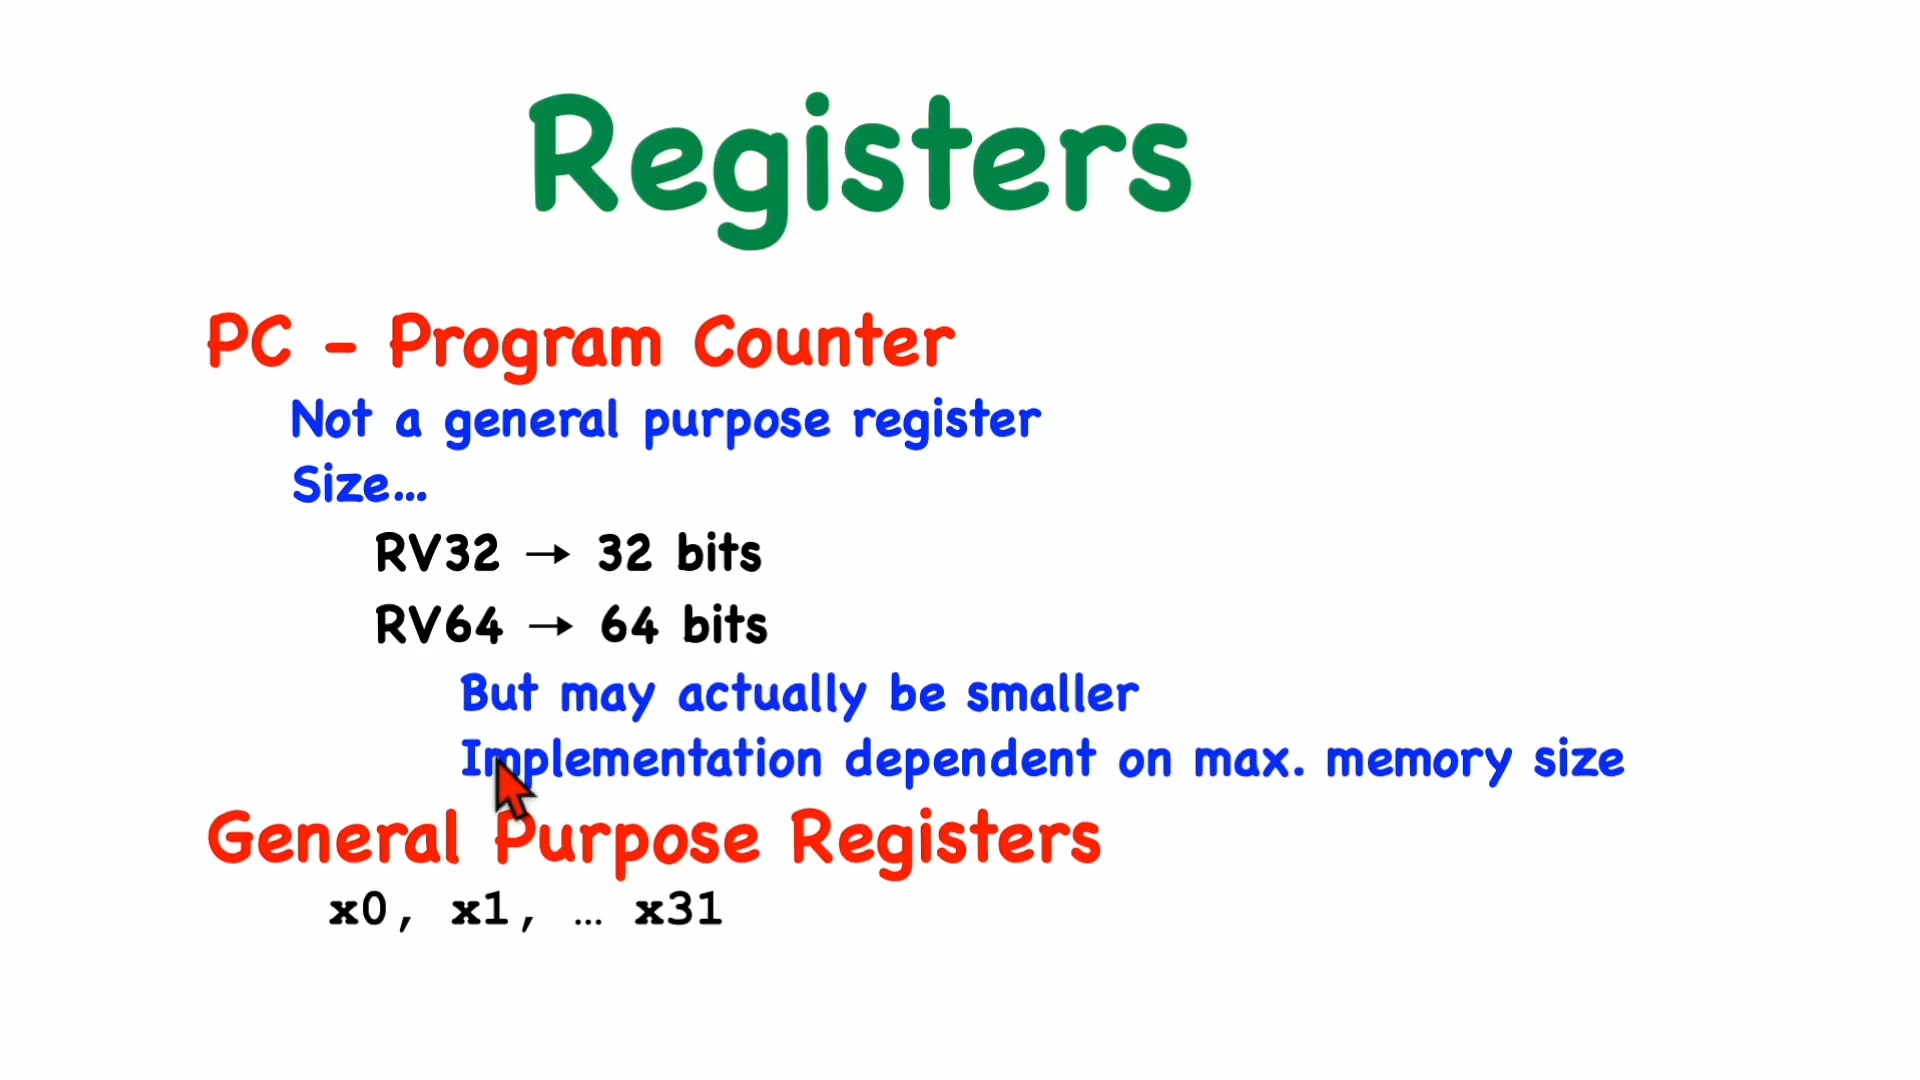 Registers
PC - Program Counter
Not a general purpose register
Size…
RV32 → 32 bits
RV64 → 64 bits
But may actually be smaller
Implementation dependent on max. memory size
General Purpose Registers
x0, x1, … x31